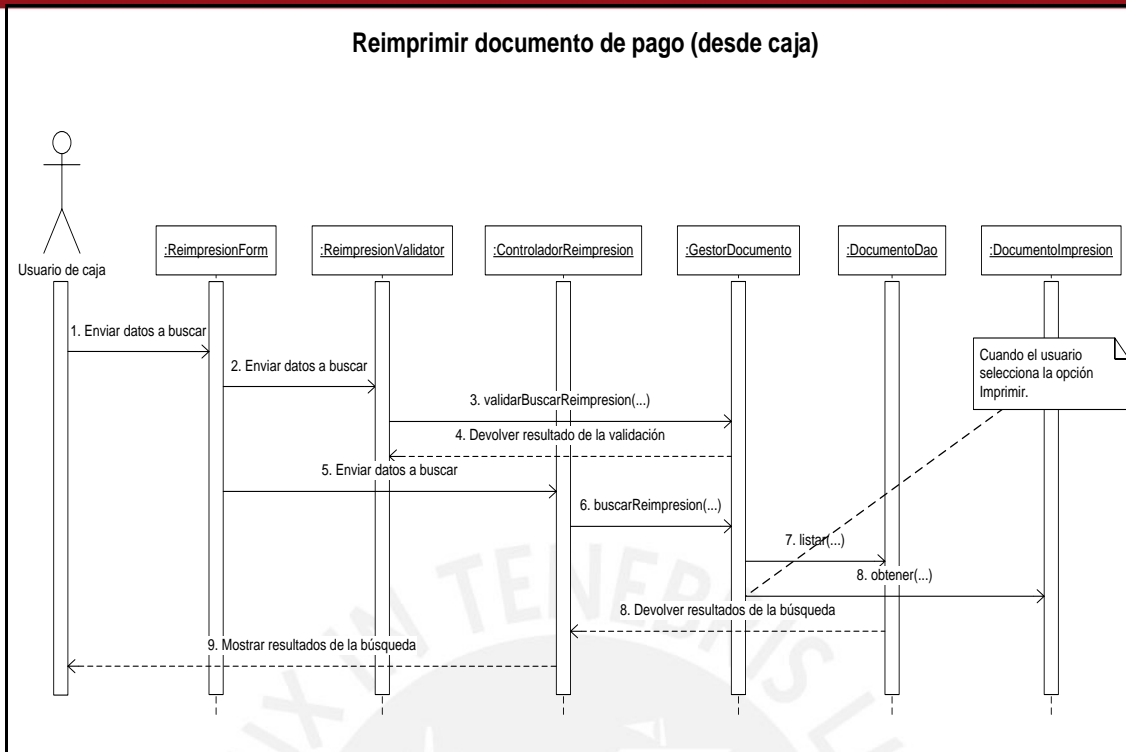 Reimprimir documento de pago (desde caja)
Usuario de caja
:ReimpresionForm
:ReimpresionValidator
:ControladorReimpresion
:GestorDocumento
:DocumentoDao
:DocumentoImpresion
1. Enviar datos a buscar
Cuando el usuario
selecciona la opción
Imprimir.
2. Enviar datos a buscar
3. validarBuscarReimpresion(...)
4. Devolver resultado de la validación
5. Enviar datos a buscar
6. buscarReimpresion(...)
7. listar(...)
8. obtener(...)
8. Devolver resultados de la búsqueda
9. Mostrar resultados de la búsqueda
TENEBRIS